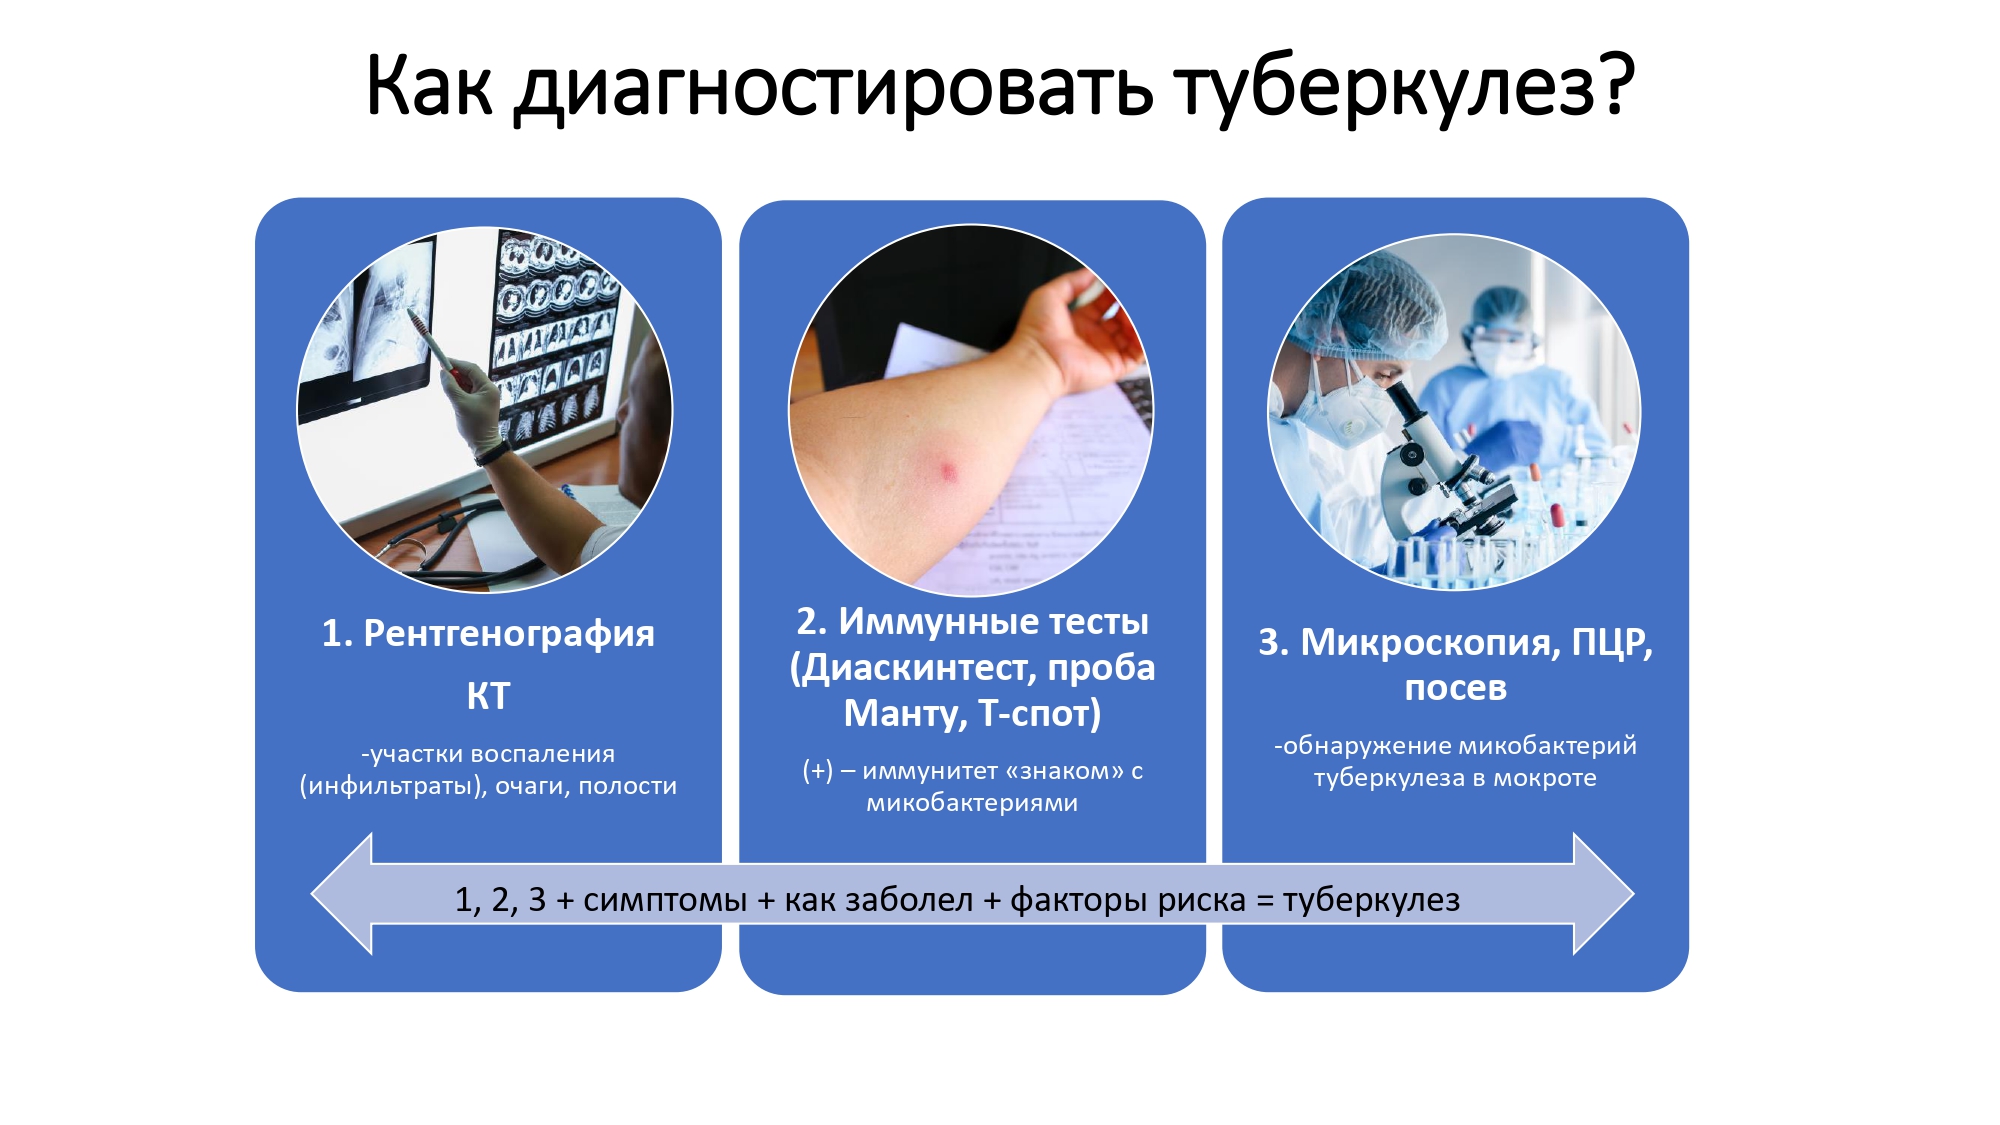 Как диагностировать туберкулез?
1. Рентгенография
КТ
-участки воспаления
(инфильтраты), очаги, полости
2. Иммунные тесты
(Диаскинтест, проба
Манту, Т-спот)
(+) – иммунитет «знаком» с
микобактериями
3. Микроскопия, ПЦР,
посев
-обнаружение микобактерий
туберкулеза в мокроте
1, 2, 3 + симптомы + как заболел + факторы риска = туберкулез